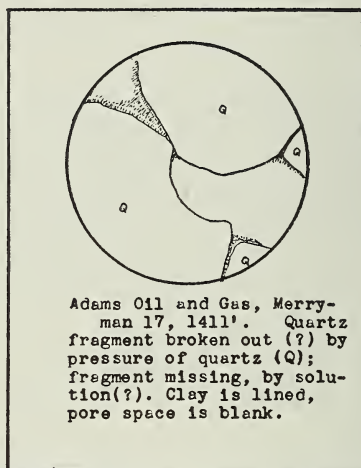 Q
Q
Q
Q
Adams Oil and Gas, Merry-
man 17, 1411'. Quartz
fragment broken out (?) by
pressure of quartz (Q);
fragment missing, by solu-
tion(?). Clay is lined,
pore space is blank.